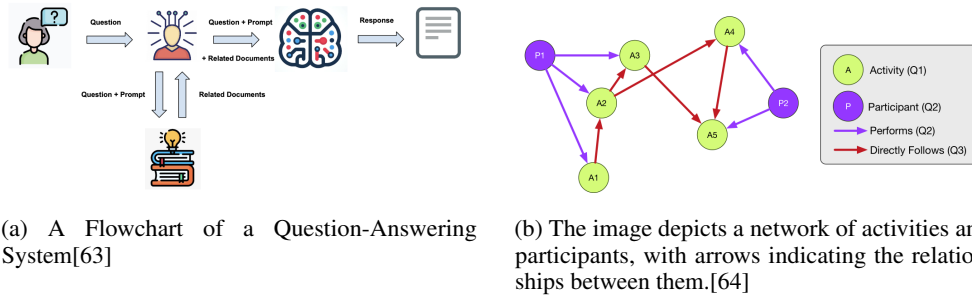 Question
Question + Prompt
+ Related Documents
Response
Question + Prompt
Related Documents
P1
A3
A4
A2
P2
A5
A1
A
Activity (Q1)
P
Participant (Q2)
Performs (Q2)
Directly Follows (Q3)
(a) A Flowchart of a Question-Answering
System[63]
(b) The image depicts a network of activities an
participants, with arrows indicating the relatio
ships between them.[64]